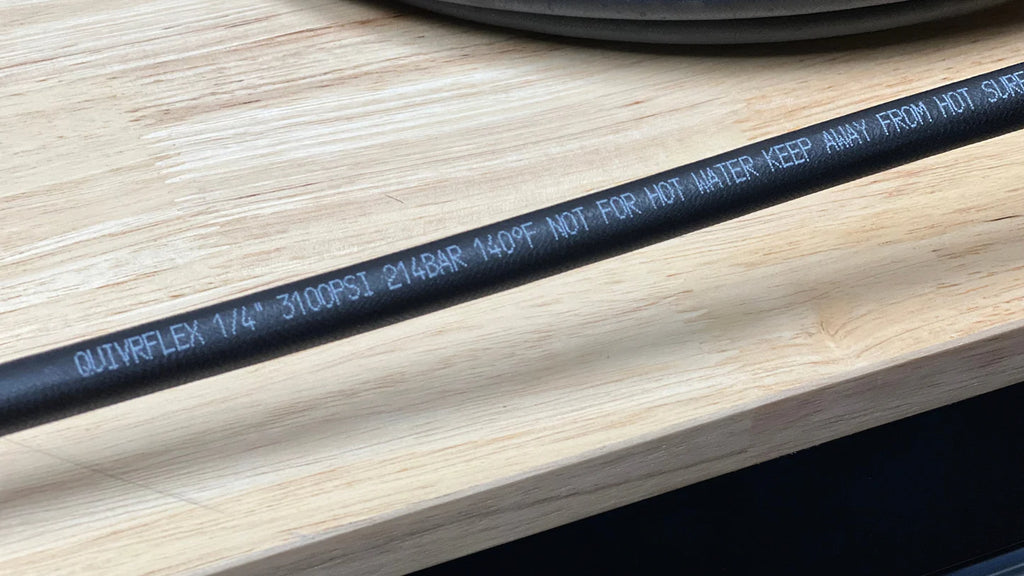 QUIVRFLEX 1/4" 3100PSI 214BAR 140°F NOT FOR HOT WATER KEEP AWAY FROM HOT